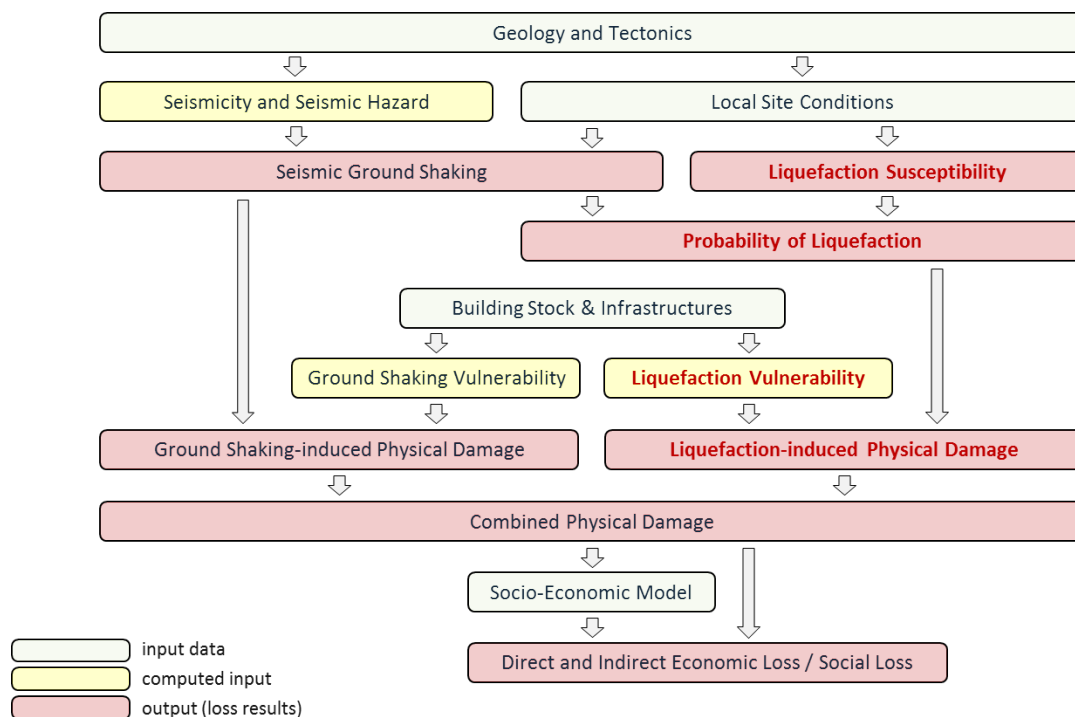 Geology and Tectonics
Seismicity and Seismic Hazard
Local Site Conditions
Seismic Ground Shaking
Liquefaction Susceptibility
Probability of Liquefaction
Building Stock & Infrastructures
Ground Shaking Vulnerability
Liquefaction Vulnerability
Ground Shaking-induced Physical Damage
Liquefaction-induced Physical Damage
Combined Physical Damage
Socio-Economic Model
Direct and Indirect Economic Loss / Social Loss
input data
computed input
output (loss results)